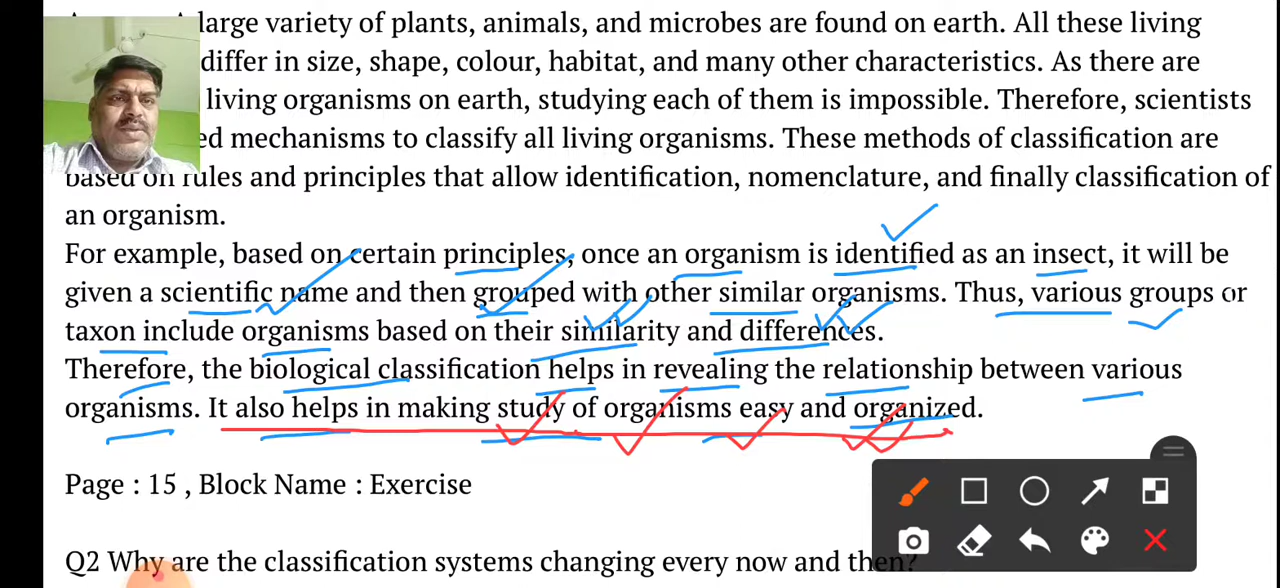 large variety of plants, animals, and microbes are found on earth. All these living
differ in size, shape, colour, habitat, and many other characteristics. As there are
living organisms on earth, studying each of them is impossible. Therefore, scientists
ed mechanisms to classify all living organisms. These methods of classification are
based on rules and principles that allow identification, nomenclature, and finally classification of
an organism.
For example, based on certain principles, once an organism is identified as an insect, it will be
given a scientific name and then grouped with other similar organisms. Thus, various groups or
taxon include organisms based on their similarity and differences.
Therefore, the biological classification helps in revealing the relationship between various
organisms. It also helps in making study of organisms easy and organized.
Page : 15 , Block Name : Exercise
Q2 Why are the classification systems changing every now and then?